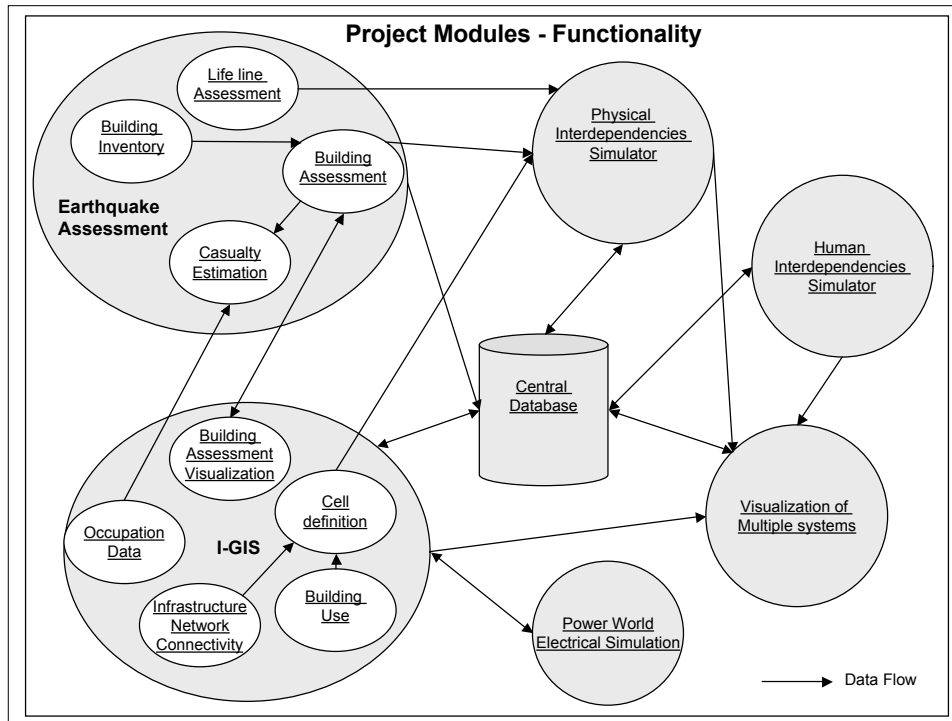 Project Modules - Functionality
Life line
Assessment
Building
Inventory
Building
Assessment
Earthquake
Assessment
Casualty
Estimation
Physical
Interdependencies
Simulator
Human
Interdependencies
Simulator
Central
Database
Building
Assessment
Visualization
Cell
definition
Occupation
Data
I-GIS
Infrastructure
Network
Connectivity
Building
Use
Visualization of
Multiple systems
Power World
Electrical Simulation
Data Flow